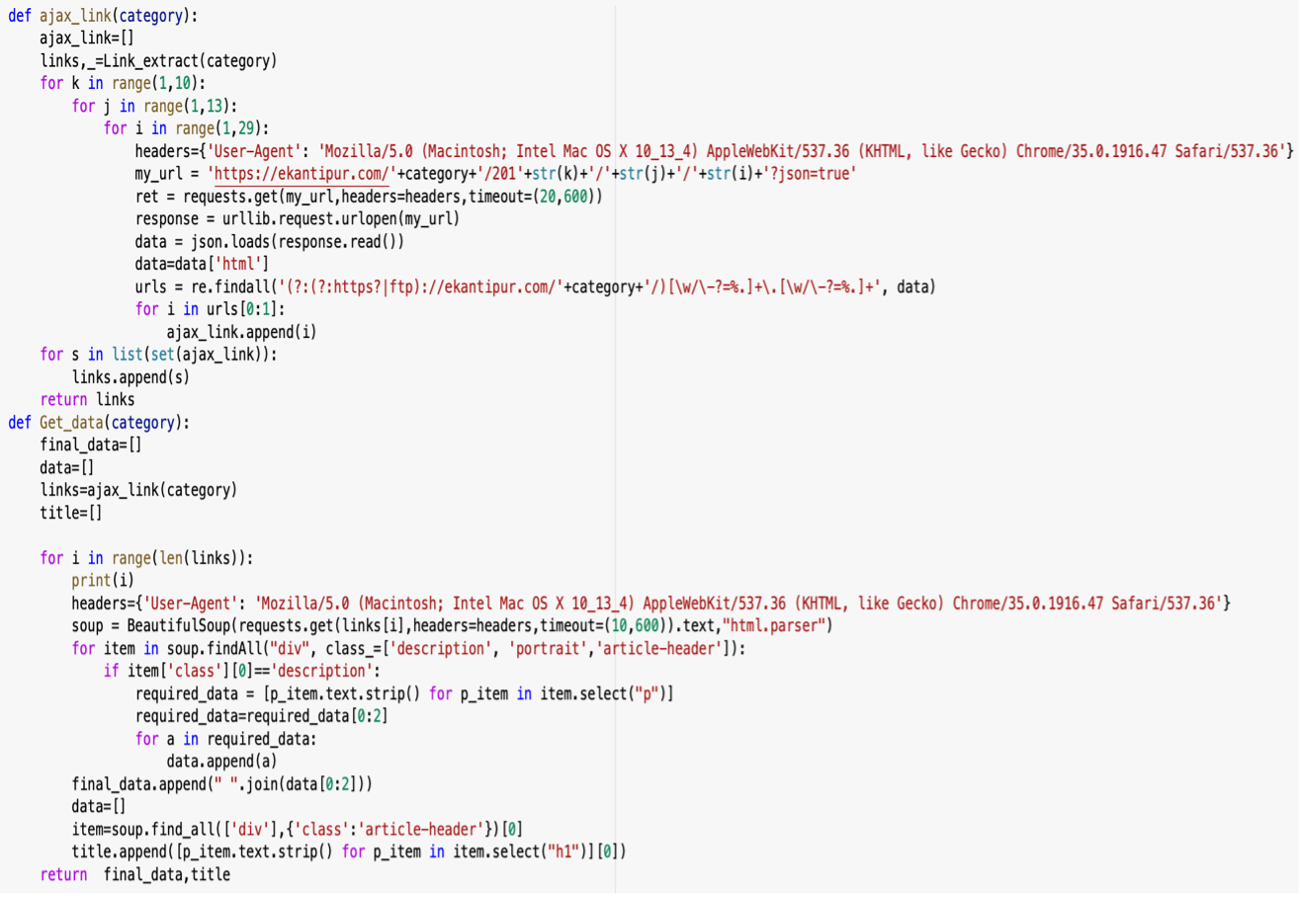 def ajax_link(category):
    ajax_link=[]
    links,_=Link_extract(category)
    for k in range(1,10):
        for j in range(1,13):
            for i in range(1,29):
                headers={'User-Agent': 'Mozilla/5.0 (Macintosh; Intel Mac OS X 10_13_4) AppleWebKit/537.36 (KHTML, like Gecko) Chrome/35.0.1916.47 Safari/537.36'}
                my_url = 'https://ekantipur.com/'+category+'/201'+str(k)+'/'+str(j)+'/'+str(i)+'?json=true'
                ret = requests.get(my_url,headers=headers,timeout=(20,600))
                response = urllib.request.urlopen(my_url)
                data = json.loads(response.read())
                data=data['html']
                urls = re.findall('(?:(?:https?|ftp)://ekantipur.com/'+category+'/)[\w/\-?=%.]+\.[\w/\-?=%.]+', data)
                for i in urls[0:1]:
                    ajax_link.append(i)
    for s in list(set(ajax_link)):
        links.append(s)
    return links
def Get_data(category):
    final_data=[]
    data=[]
    links=ajax_link(category)
    title=[]
    for i in range(len(links)):
        print(i)
        headers={'User-Agent': 'Mozilla/5.0 (Macintosh; Intel Mac OS X 10_13_4) AppleWebKit/537.36 (KHTML, like Gecko) Chrome/35.0.1916.47 Safari/537.36'}
        soup = BeautifulSoup(requests.get(links[i],headers=headers,timeout=(10,600)).text,"html.parser")
        for item in soup.findAll("div", class_=['description', 'portrait','article-header']):
            if item['class'][0]=='description':
                required_data = [p_item.text.strip() for p_item in item.select("p")]
                required_data=required_data[0:2]
                for a in required_data:
                    data.append(a)
        final_data.append(" ".join(data[0:2]))
        data=[]
        item=soup.find_all(['div'],{'class':'article-header'})[0]
        title.append([p_item.text.strip() for p_item in item.select("h1")][0])
    return  final_data,title